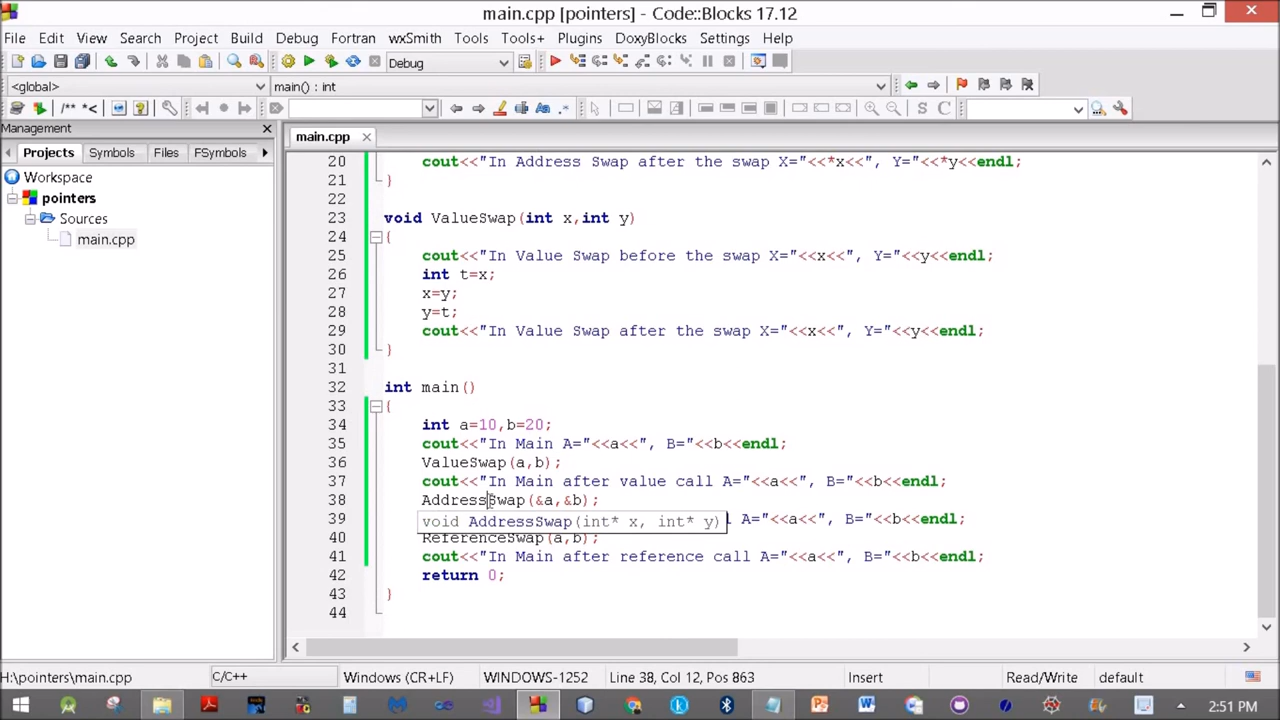 main.cpp [pointers] - Code::Blocks 17.12
File Edit View Search Project Build Debug Fortran wxSmith Tools Tools+ Plugins DoxyBlocks Settings Help
Debug
<global> main() : int
/** *< Aa .* S C
Management
main.cpp
Projects Symbols Files FSymbols
Workspace
pointers
Sources
main.cpp
20 cout<<"In Address Swap after the swap X="<<*x<<", Y="<<*y<<endl;
21 }
22
23 void ValueSwap(int x,int y)
24 {
25 cout<<"In Value Swap before the swap X="<<x<<", Y="<<y<<endl;
26 int t=x;
27 x=y;
28 y=t;
29 cout<<"In Value Swap after the swap X="<<x<<", Y="<<y<<endl;
30 }
31
32 int main()
33 {
34 int a=10,b=20;
35 cout<<"In Main A="<<a<<", B="<<b<<endl;
36 ValueSwap(a,b);
37 cout<<"In Main after value call A="<<a<<", B="<<b<<endl;
38 AddressSwap(&a,&b);
39 A="<<a<<", B="<<b<<endl;
void AddressSwap(int* x, int* y)
40 ReferenceSwap(a,b);
41 cout<<"In Main after reference call A="<<a<<", B="<<b<<endl;
42 return 0;
43 }
44
H:\pointers\main.cpp C/C++ Windows (CR+LF) WINDOWS-1252 Line 38, Col 12, Pos 863 Insert Read/Write default
2:51 PM